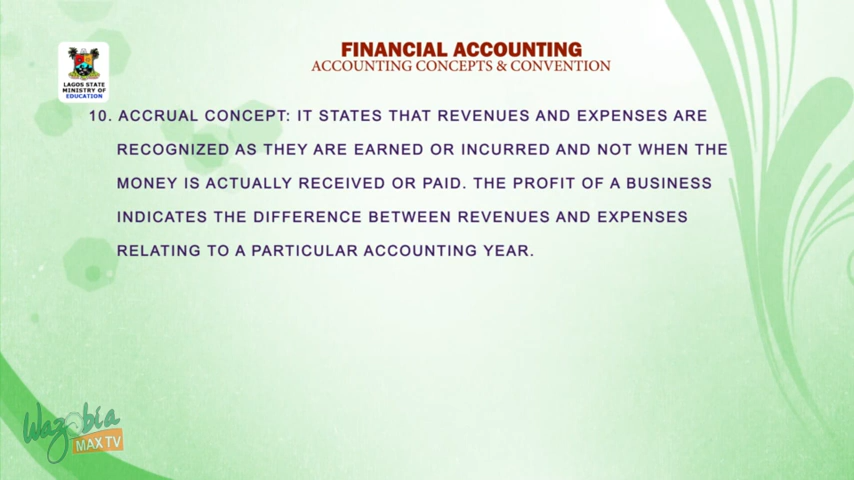 FINANCIAL ACCOUNTING
ACCOUNTING CONCEPTS & CONVENTION
LAGOS STATE
MINISTRY OF
EDUCATION
10. ACCRUAL CONCEPT: IT STATES THAT REVENUES AND EXPENSES ARE
RECOGNIZED AS THEY ARE EARNED OR INCURRED AND NOT WHEN THE
MONEY IS ACTUALLY RECEIVED OR PAID. THE PROFIT OF A BUSINESS
INDICATES THE DIFFERENCE BETWEEN REVENUES AND EXPENSES
RELATING TO A PARTICULAR ACCOUNTING YEAR.
Wazobia
MAX TV